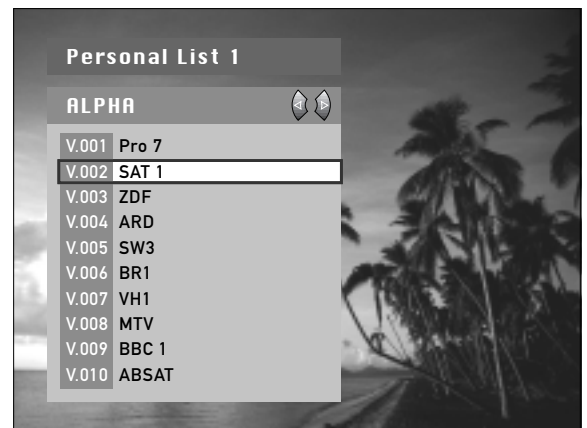 Personal List 1
ALPHA
V.001 Pro 7
V.002 SAT 1
V.003 ZDF
V.004 ARD
V.005 SW3
V.006 BR1
V.007 VH1
V.008 MTV
V.009 BBC 1
V.010 ABSAT